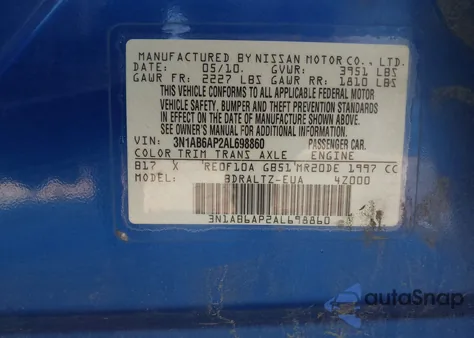 MANUFACTURED BY NISSAN MOTOR CO., LTD.
DATE: 05/10. GVWR: 3951 LBS
GAWR FR: 2227 LBS GAWR RR: 1810 LBS
THIS VEHICLE CONFORMS TO ALL APPLICABLE FEDERAL MOTOR
VEHICLE SAFETY, BUMPER AND THEFT PREVENTION STANDARDS
IN EFFECT ON THE DATE OF MANUFACTURE SHOWN ABOVE.
SEE OWNER'S MANUAL FOR FURTHER INFORMATION.
VIN: 3N1AB6AP2AL698860 PASSENGER CAR.
COLOR TRIM TRANS AXLE ENGINE
B17 X RE0F10A GB51 MR20DE 1997 CC
BDRALTZ-EUA 4Z000
3N1AB6AP2AL698860
autoSnap